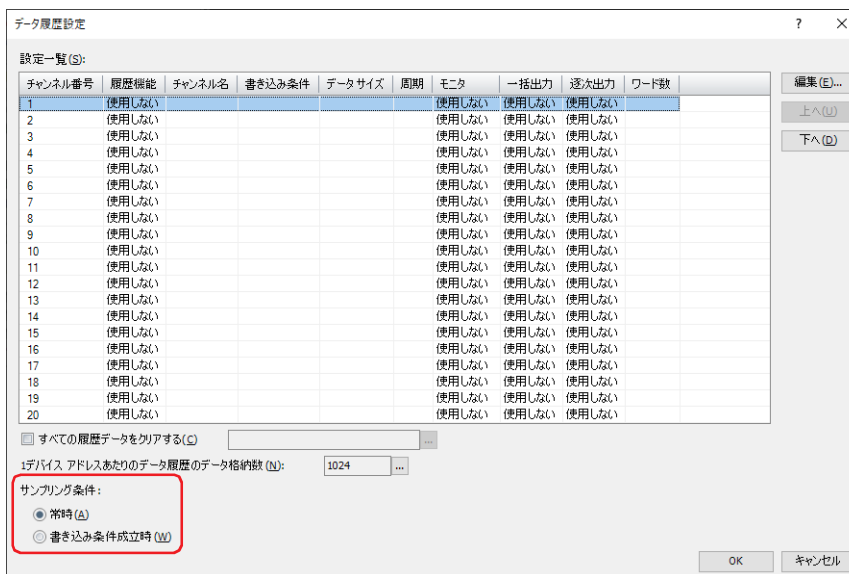 データ履歴設定 ? ×
設定一覧(S):
チャンネル番号 履歴機能 チャンネル名 書き込み条件 データ サイズ 周期 モニタ 一括出力 逐次出力 ワード数 編集(E)...
1 使用しない 使用しない 使用しない 使用しない
上へ(U)
2 使用しない 使用しない 使用しない 使用しない
3 使用しない 使用しない 使用しない 使用しない
下へ(D)
4 使用しない 使用しない 使用しない 使用しない
5 使用しない 使用しない 使用しない 使用しない
6 使用しない 使用しない 使用しない 使用しない
7 使用しない 使用しない 使用しない 使用しない
8 使用しない 使用しない 使用しない 使用しない
9 使用しない 使用しない 使用しない 使用しない
10 使用しない 使用しない 使用しない 使用しない
11 使用しない 使用しない 使用しない 使用しない
12 使用しない 使用しない 使用しない 使用しない
13 使用しない 使用しない 使用しない 使用しない
14 使用しない 使用しない 使用しない 使用しない
15 使用しない 使用しない 使用しない 使用しない
16 使用しない 使用しない 使用しない 使用しない
17 使用しない 使用しない 使用しない 使用しない
18 使用しない 使用しない 使用しない 使用しない
19 使用しない 使用しない 使用しない 使用しない
20 使用しない 使用しない 使用しない 使用しない
すべての履歴データをクリアする(C) ...
1デバイス アドレスあたりのデータ履歴のデータ格納数 (N): 1024 ...
サンプリング条件:
常時(A)
書き込み条件成立時(W)
OK キャンセル